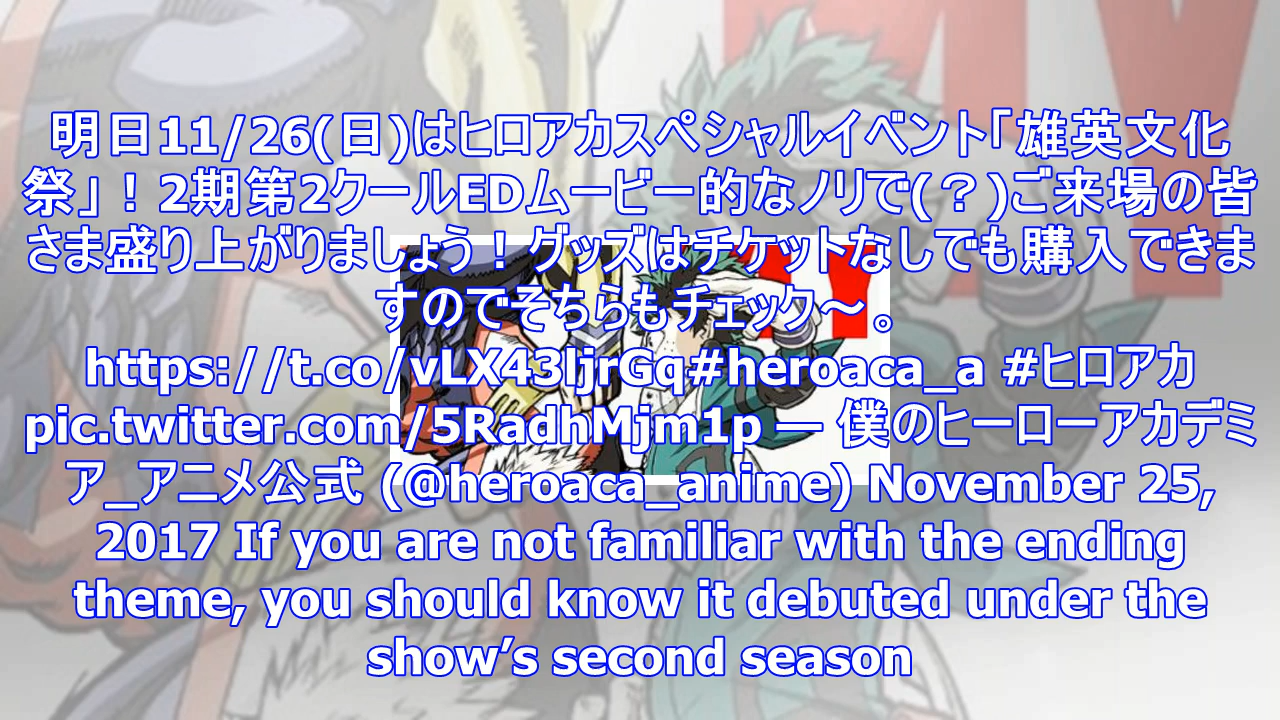 明日11/26(日)はヒロアカスペシャルイベント「雄英文化
祭」！2期第2クールEDムービー的なノリで(？)ご来場の皆
さま盛り上がりましょう！グッズはチケットなしでも購入できま
すのでそちらもチェック〜。
https://t.co/vLX43ljrGq#heroaca_a #ヒロアカ
pic.twitter.com/5RadhMjm1p — 僕のヒーローアカデミ
ア_アニメ公式 (@heroaca_anime) November 25,
2017 If you are not familiar with the ending
theme, you should know it debuted under the
show’s second season